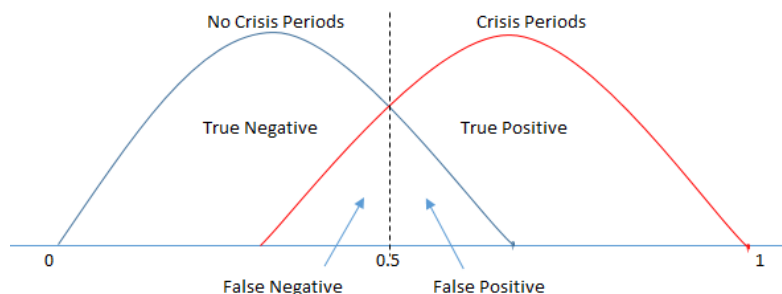 No Crisis Periods
Crisis Periods
True Negative
True Positive
0
0.5
1
False Negative
False Positive